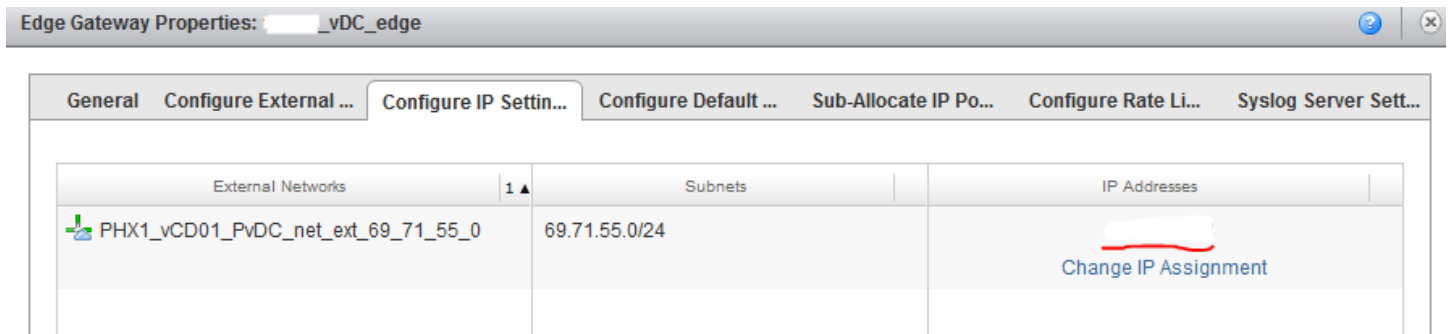 Edge Gateway Properties: _vDC_edge
General Configure External ... Configure IP Settin... Configure Default ... Sub-Allocate IP Po... Configure Rate Li... Syslog Server Sett...
External Networks 1 ▲ Subnets IP Addresses
PHX1_vCD01_PvDC_net_ext_69_71_55_0 69.71.55.0/24
Change IP Assignment